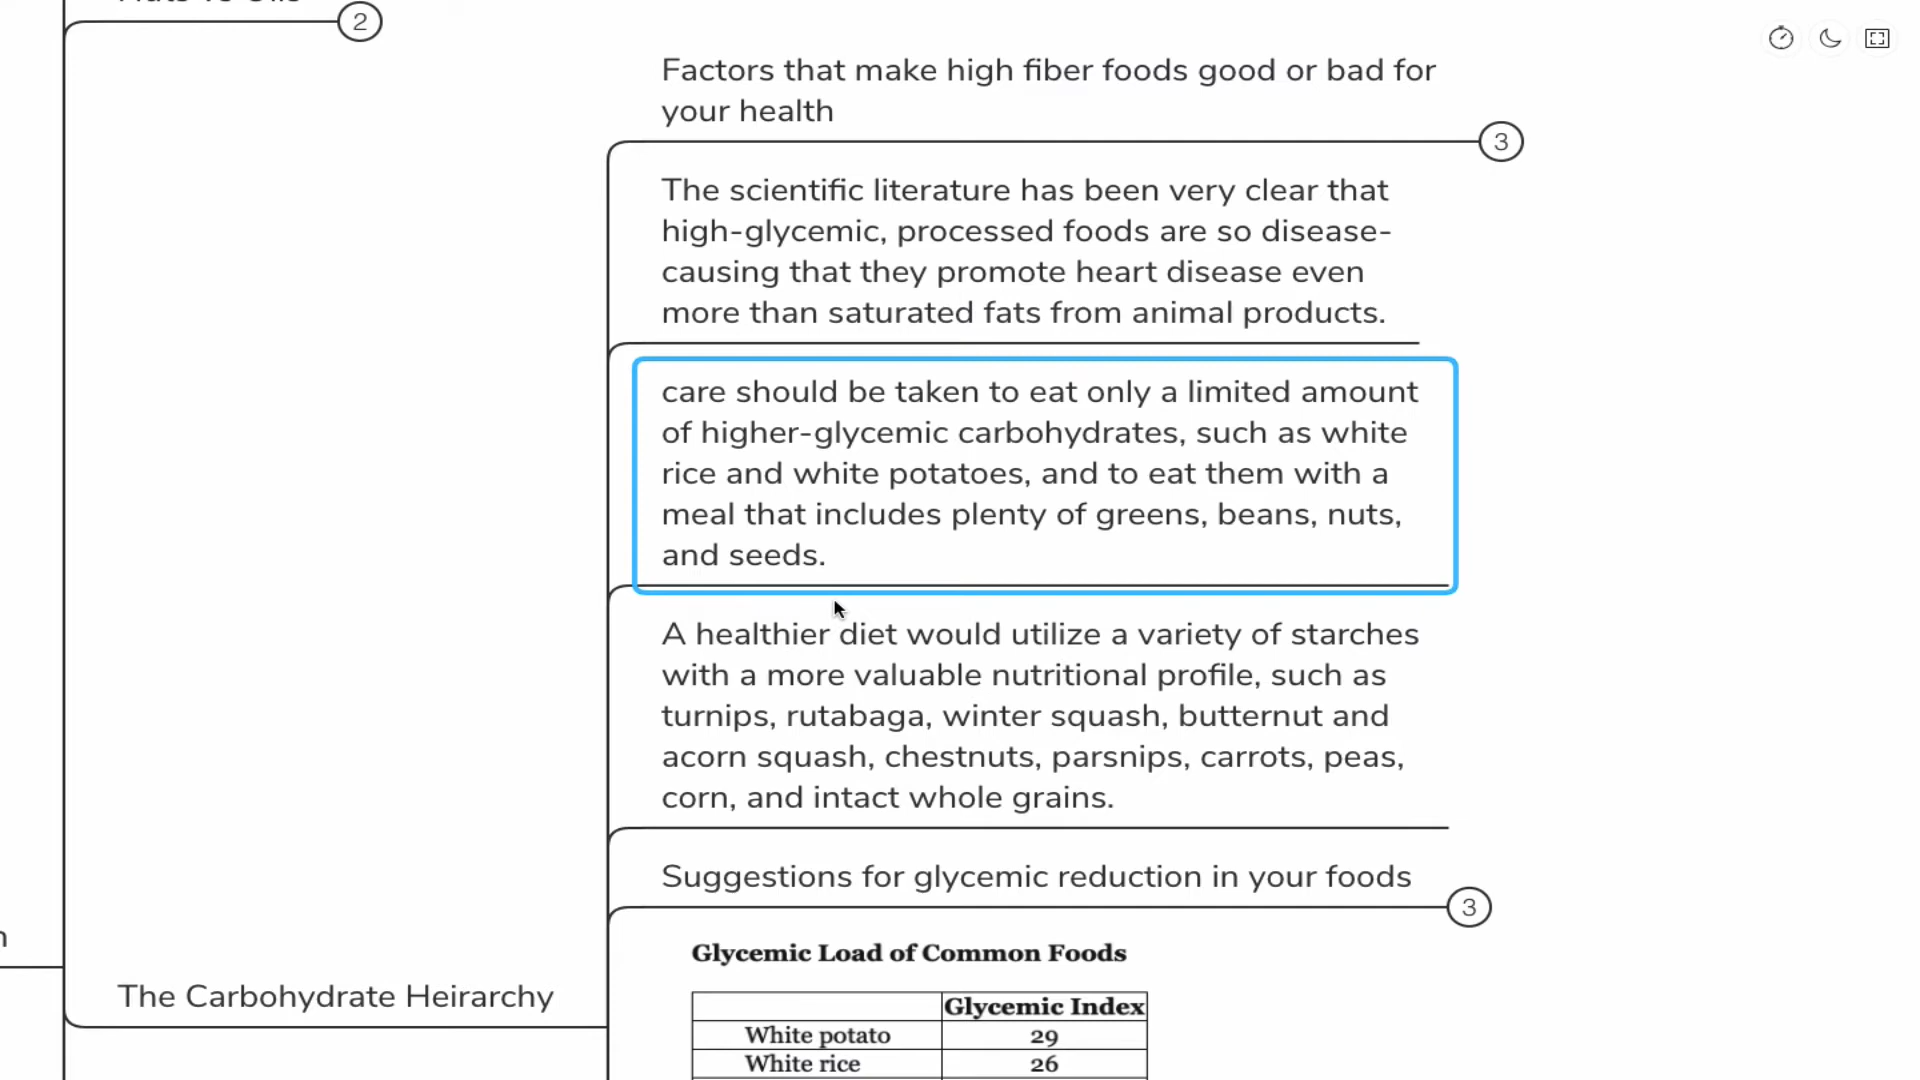 2
Factors that make high fiber foods good or bad for
your health
3
The scientific literature has been very clear that
high-glycemic, processed foods are so disease-
causing that they promote heart disease even
more than saturated fats from animal products.
care should be taken to eat only a limited amount
of higher-glycemic carbohydrates, such as white
rice and white potatoes, and to eat them with a
meal that includes plenty of greens, beans, nuts,
and seeds.
A healthier diet would utilize a variety of starches
with a more valuable nutritional profile, such as
turnips, rutabaga, winter squash, butternut and
acorn squash, chestnuts, parsnips, carrots, peas,
corn, and intact whole grains.
Suggestions for glycemic reduction in your foods
3
The Carbohydrate Heirarchy
Glycemic Load of Common Foods
Glycemic Index
White potato 29
White rice 26